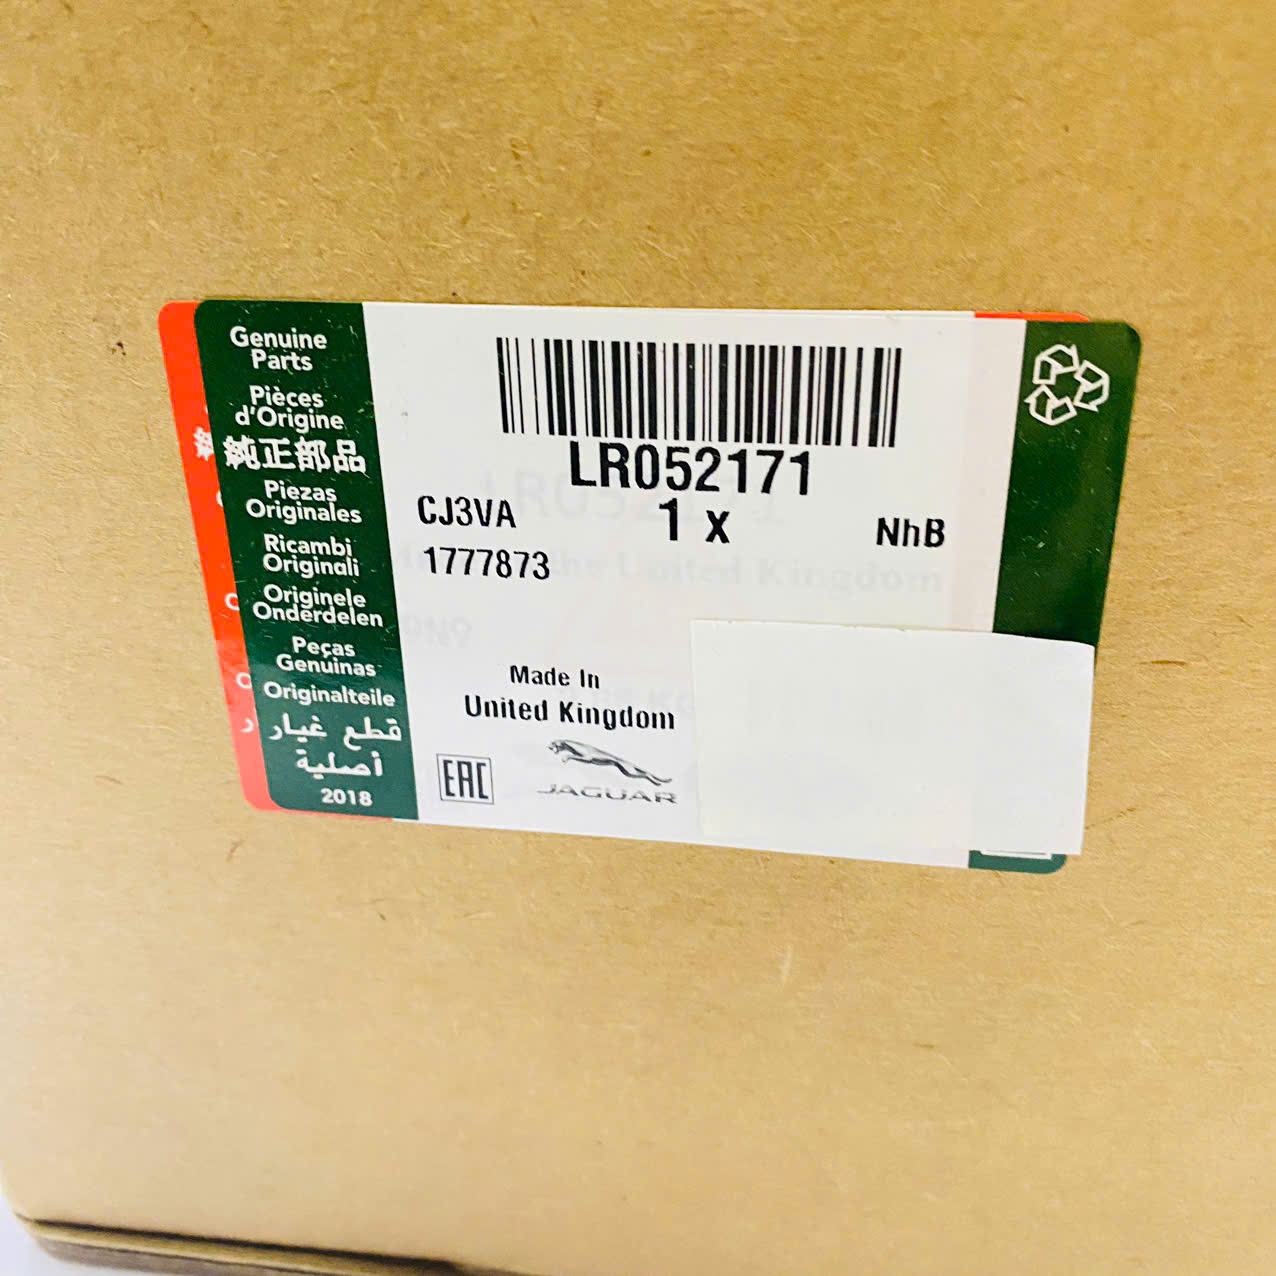 Genuine
Parts
Pièces
d'Origine
純正部品
Piezas
Originales
Ricambi
Originali
Originele
Onderdelen
Peças
Genuinas
Originalteile
قطع غيار
أصلية
2018
LR052171
CJ3VA
1 x
NhB
1777873
Made In
United Kingdom
EAC
JAGUAR